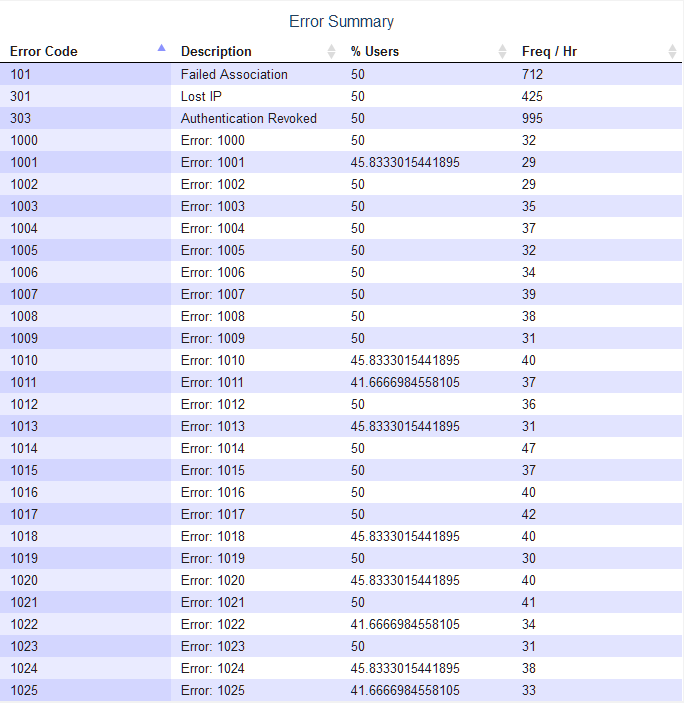 Error Summary
Error Code Description % Users Freq / Hr
101 Failed Association 50 712
301 Lost IP 50 425
303 Authentication Revoked 50 995
1000 Error: 1000 50 32
1001 Error: 1001 45.8333015441895 29
1002 Error: 1002 50 29
1003 Error: 1003 50 35
1004 Error: 1004 50 37
1005 Error: 1005 50 32
1006 Error: 1006 50 34
1007 Error: 1007 50 39
1008 Error: 1008 50 38
1009 Error: 1009 50 31
1010 Error: 1010 45.8333015441895 40
1011 Error: 1011 41.6666984558105 37
1012 Error: 1012 50 36
1013 Error: 1013 45.8333015441895 31
1014 Error: 1014 50 47
1015 Error: 1015 50 37
1016 Error: 1016 50 40
1017 Error: 1017 50 42
1018 Error: 1018 45.8333015441895 40
1019 Error: 1019 50 30
1020 Error: 1020 45.8333015441895 40
1021 Error: 1021 50 41
1022 Error: 1022 41.6666984558105 34
1023 Error: 1023 50 31
1024 Error: 1024 45.8333015441895 38
1025 Error: 1025 41.6666984558105 33